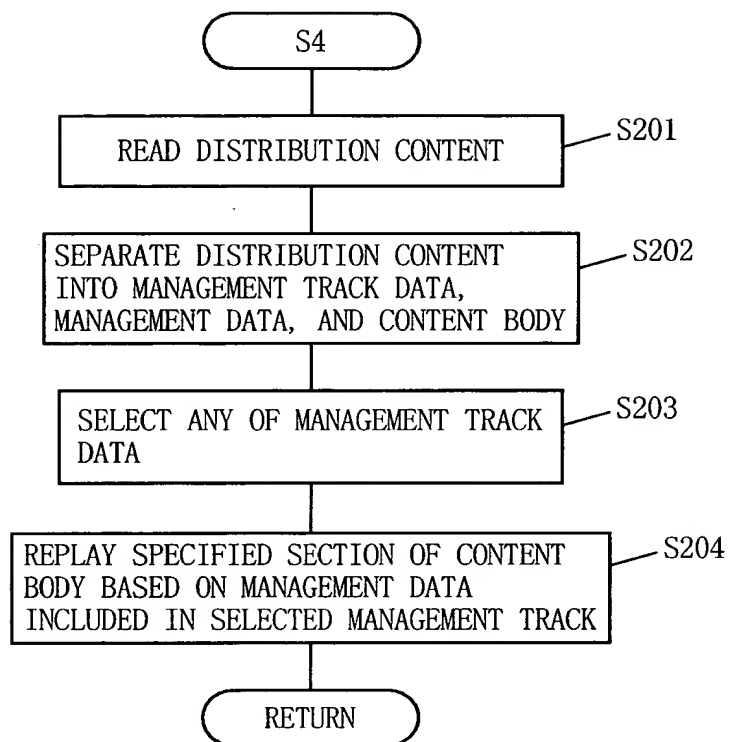 S4
READ DISTRIBUTION CONTENT
S201
SEPARATE DISTRIBUTION CONTENT
INTO MANAGEMENT TRACK DATA,
MANAGEMENT DATA, AND CONTENT BODY
S202
SELECT ANY OF MANAGEMENT TRACK
DATA
S203
REPLAY SPECIFIED SECTION OF CONTENT
BODY BASED ON MANAGEMENT DATA
INCLUDED IN SELECTED MANAGEMENT TRACK
S204
RETURN